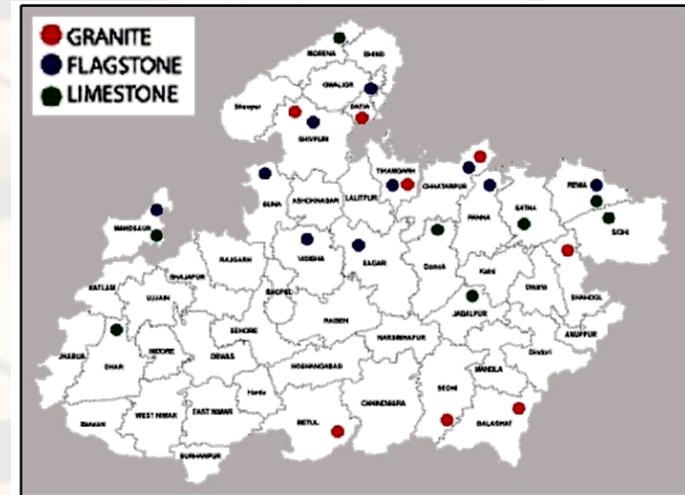 GRANITE
FLAGSTONE
LIMESTONE
MORENA
BHIND
GWALIOR
Sheopur
DATIA
SHIVPURI
TIKAMGARH
CHHATARPUR
REWA
GUNA
ASHOKNAGAR
LALITPUR
PANNA
SATNA
SIDHI
MANDSAUR
RAJGARH
VIDISHA
SAGAR
Damoh
Katni
Umaria
SHAHDOL
RATLAM
SHAJAPUR
UJJAIN
BHOPAL
RAISEN
JABALPUR
ANUPPUR
JHABUA
DHAR
INDORE
DEWAS
SEHORE
NARSINHAPUR
Dindori
HOSHANGABAD
MANDLA
Harda
SEONI
CHHINDWARA
WEST NIMAR
EAST NIMAR
BETUL
BALAGHAT
BURHANPUR